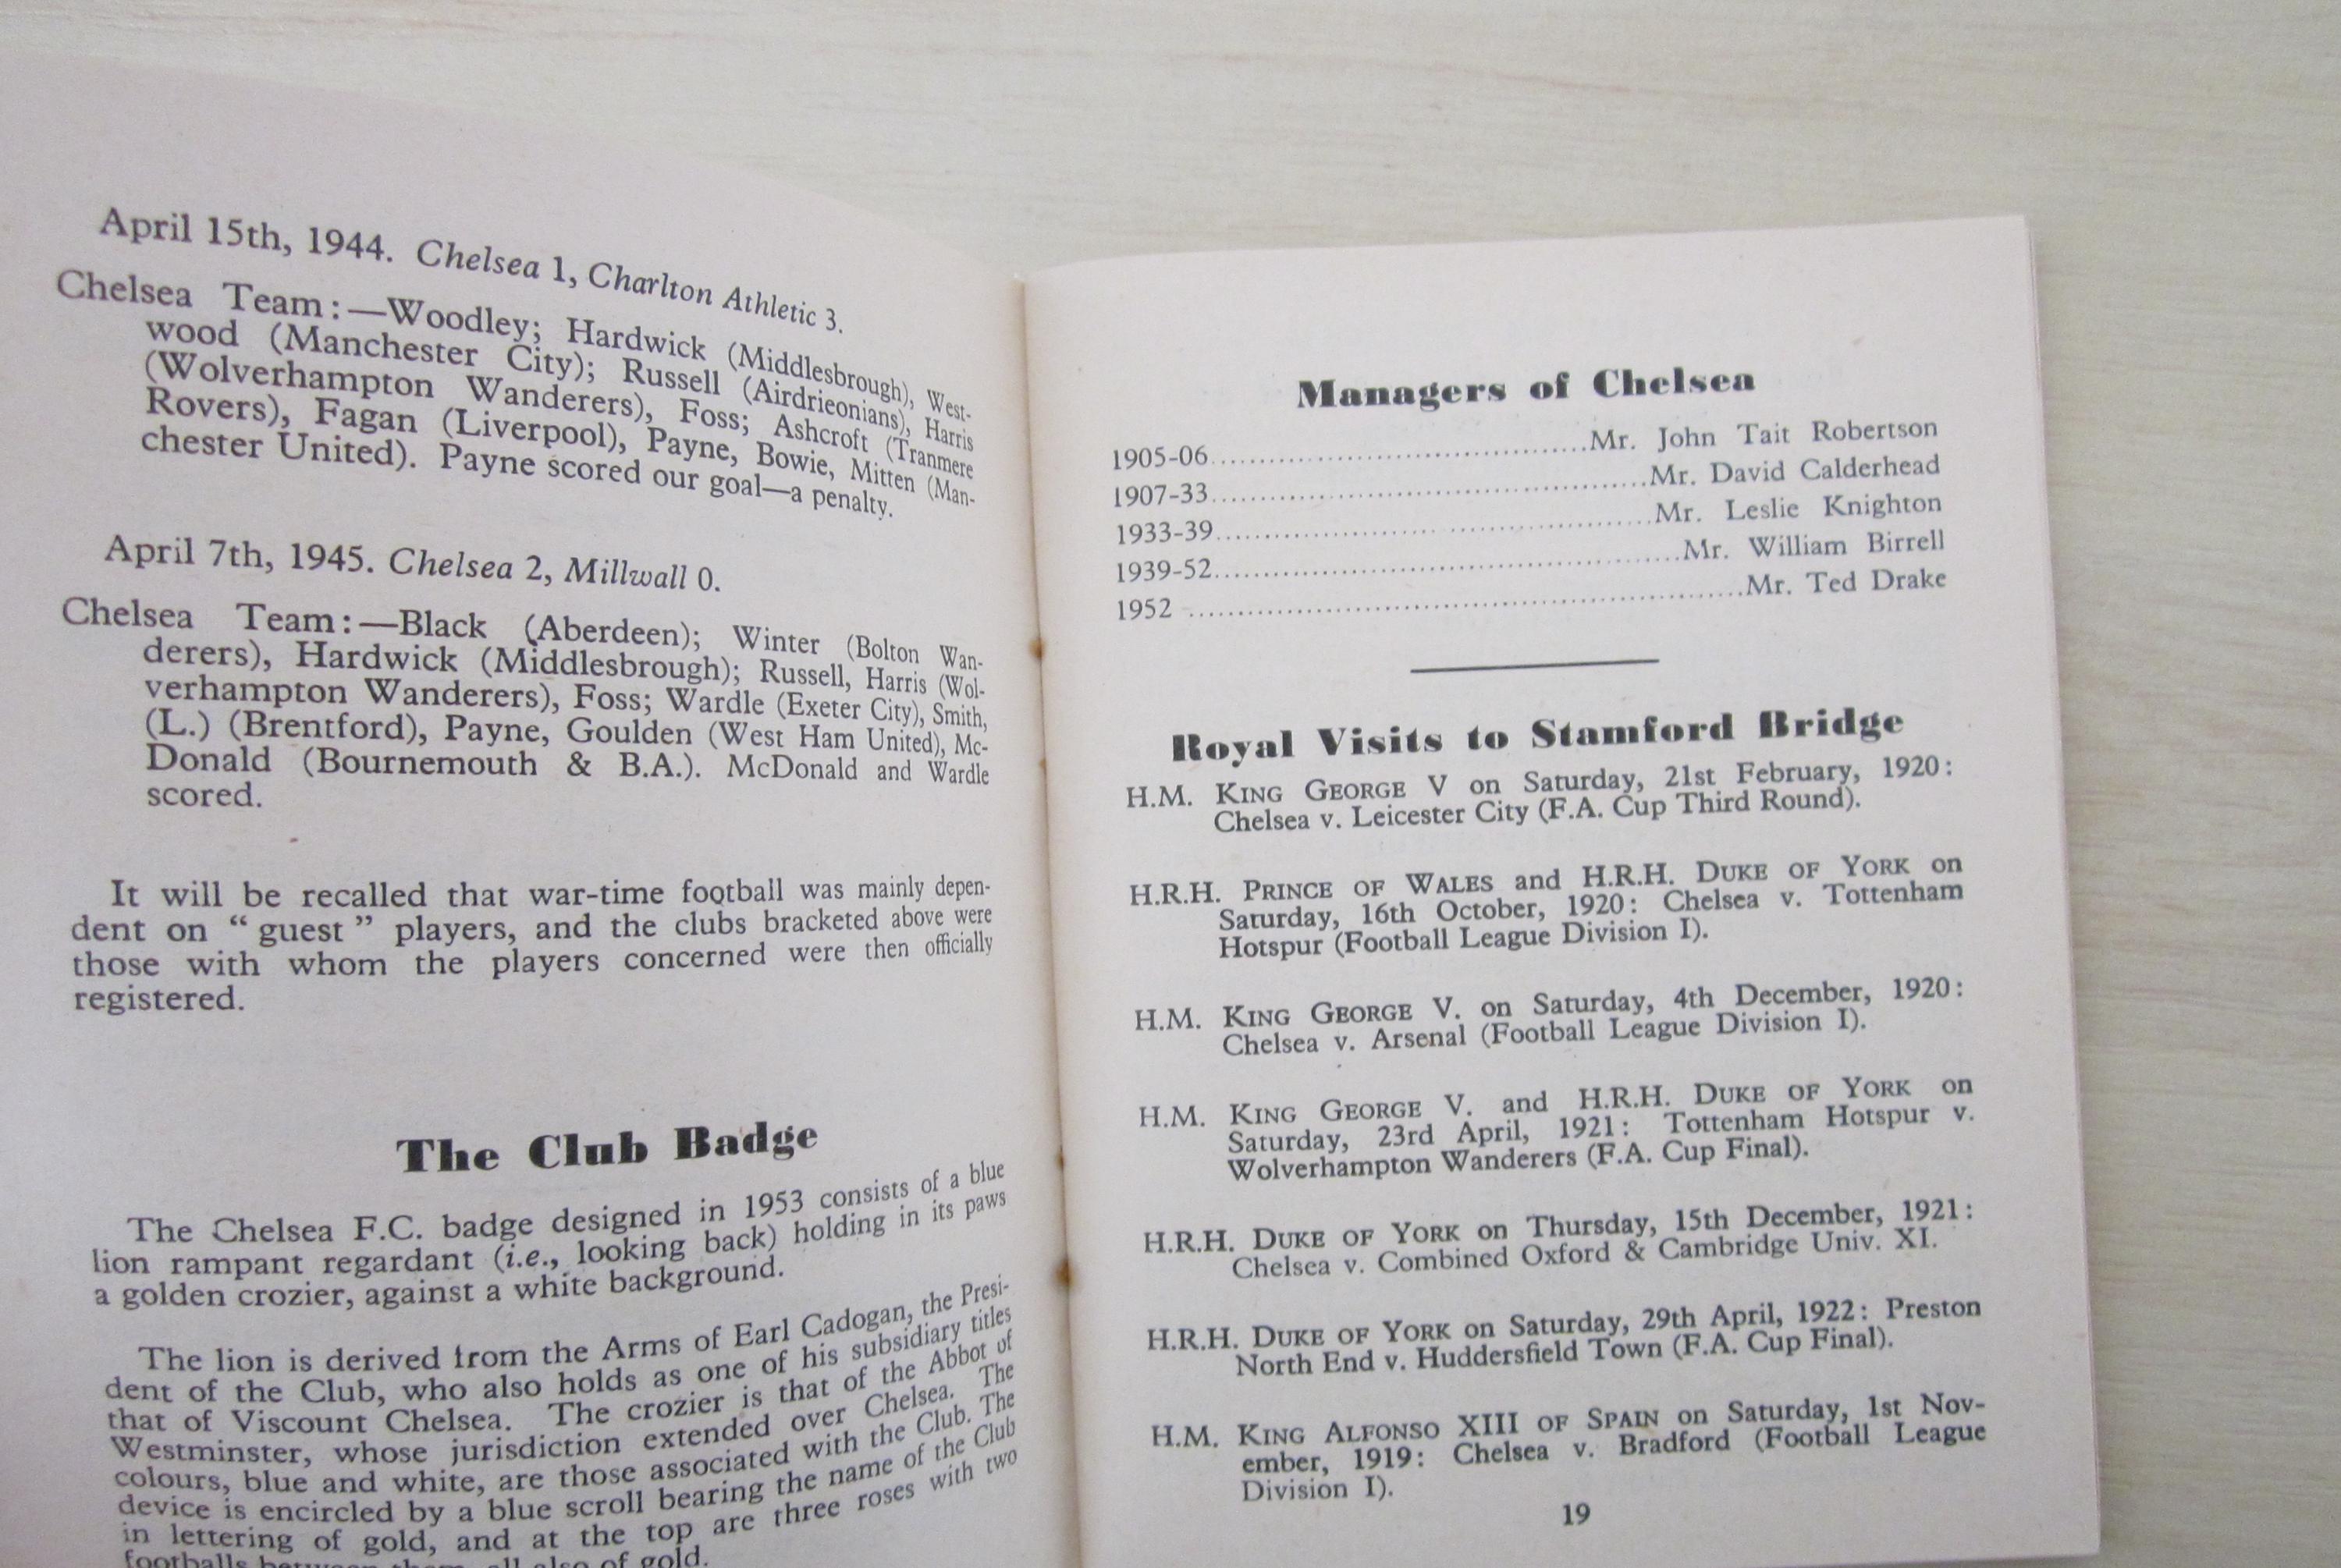 April 15th, 1944. Chelsea 1, Charlton Athletic 3.
Chelsea Team:—Woodley; Hardwick (Middlesbrough), West-
wood (Manchester City); Russell (Airdrieonians), Harris
(Wolverhampton Wanderers), Foss; Ashcroft (Tranmere
Rovers), Fagan (Liverpool), Payne, Bowie, Mitten (Man-
chester United). Payne scored our goal—a penalty.
April 7th, 1945. Chelsea 2, Millwall 0.
Chelsea Team:—Black (Aberdeen); Winter (Bolton Wan-
derers), Hardwick (Middlesbrough); Russell, Harris (Wol-
verhampton Wanderers), Foss; Wardle (Exeter City), Smith,
(L.) (Brentford), Payne, Goulden (West Ham United), Mc-
Donald (Bournemouth & B.A.). McDonald and Wardle
scored.
It will be recalled that war-time football was mainly depen-
dent on "guest" players, and the clubs bracketed above were
those with whom the players concerned were then officially
registered.
The Club Badge
The Chelsea F.C. badge designed in 1953 consists of a blue
lion rampant regardant (i.e., looking back) holding in its paws
a golden crozier, against a white background.
The lion is derived from the Arms of Earl Cadogan, the Presi-
dent of the Club, who also holds as one of his subsidiary titles
that of Viscount Chelsea. The crozier is that of the Abbot of
Westminster, whose jurisdiction extended over Chelsea. The
colours, blue and white, are those associated with the Club. The
device is encircled by a blue scroll bearing the name of the Club
in lettering of gold, and at the top are three roses with two
footballs between them, all also of gold.
Managers of Chelsea
1905-06..........Mr. John Tait Robertson
1907-33..........Mr. David Calderhead
1933-39..........Mr. Leslie Knighton
1939-52..........Mr. William Birrell
1952 ..........Mr. Ted Drake
Royal Visits to Stamford Bridge
H.M. KING GEORGE V on Saturday, 21st February, 1920:
Chelsea v. Leicester City (F.A. Cup Third Round).
H.R.H. PRINCE OF WALES and H.R.H. DUKE OF YORK on
Saturday, 16th October, 1920: Chelsea v. Tottenham
Hotspur (Football League Division I).
H.M. KING GEORGE V. on Saturday, 4th December, 1920:
Chelsea v. Arsenal (Football League Division I).
H.M. KING GEORGE V. and H.R.H. DUKE OF YORK on
Saturday, 23rd April, 1921: Tottenham Hotspur v.
Wolverhampton Wanderers (F.A. Cup Final).
H.R.H. DUKE OF YORK on Thursday, 15th December, 1921:
Chelsea v. Combined Oxford & Cambridge Univ. XI.
H.R.H. DUKE OF YORK on Saturday, 29th April, 1922: Preston
North End v. Huddersfield Town (F.A. Cup Final).
H.M. KING ALFONSO XIII OF SPAIN on Saturday, 1st Nov-
ember, 1919: Chelsea v. Bradford (Football League
Division I).
19